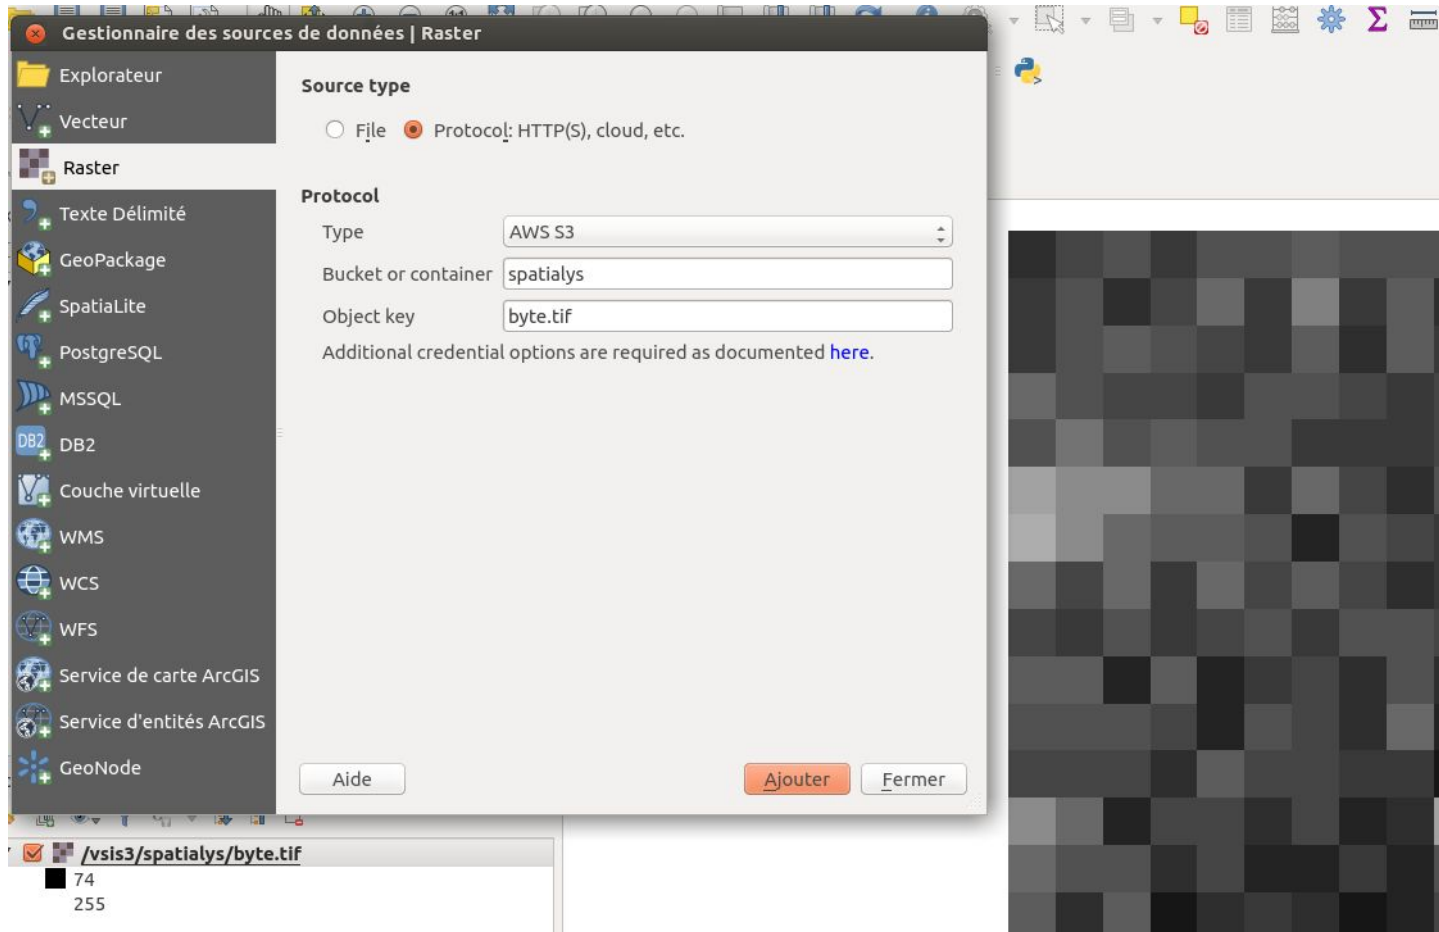 Gestionnaire des sources de données | Raster
Explorateur
Vecteur
Raster
Texte Délimité
GeoPackage
SpatiaLite
PostgreSQL
MSSQL
DB2
DB2
Couche virtuelle
WMS
WCS
WFS
Service de carte ArcGIS
Service d'entités ArcGIS
GeoNode
Source type
File Protocol: HTTP(S), cloud, etc.
Protocol
Type AWS S3
Bucket or container spatialys
Object key byte.tif
Additional credential options are required as documented here.
Aide Ajouter Fermer
/vsis3/spatialys/byte.tif
74
255